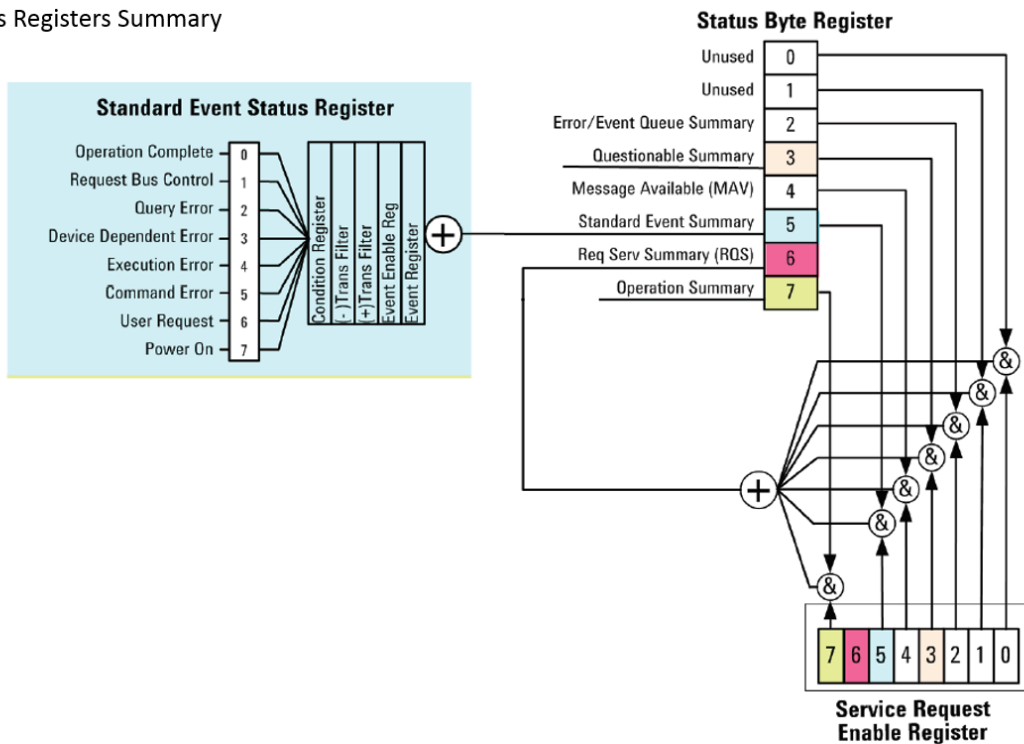 s Registers Summary
Status Byte Register
Unused 0
Unused 1
Error/Event Queue Summary 2
Questionable Summary 3
Message Available (MAV) 4
Standard Event Summary 5
Req Serv Summary (RQS) 6
Operation Summary 7
Standard Event Status Register
Operation Complete 0
Request Bus Control 1
Query Error 2
Device Dependent Error 3
Execution Error 4
Command Error 5
User Request 6
Power On 7
Condition Register
(-)Trans Filter
(+)Trans Filter
Event Enable Reg
Event Register
+
+
&
&
&
&
&
&
&
7 6 5 4 3 2 1 0
Service Request
Enable Register